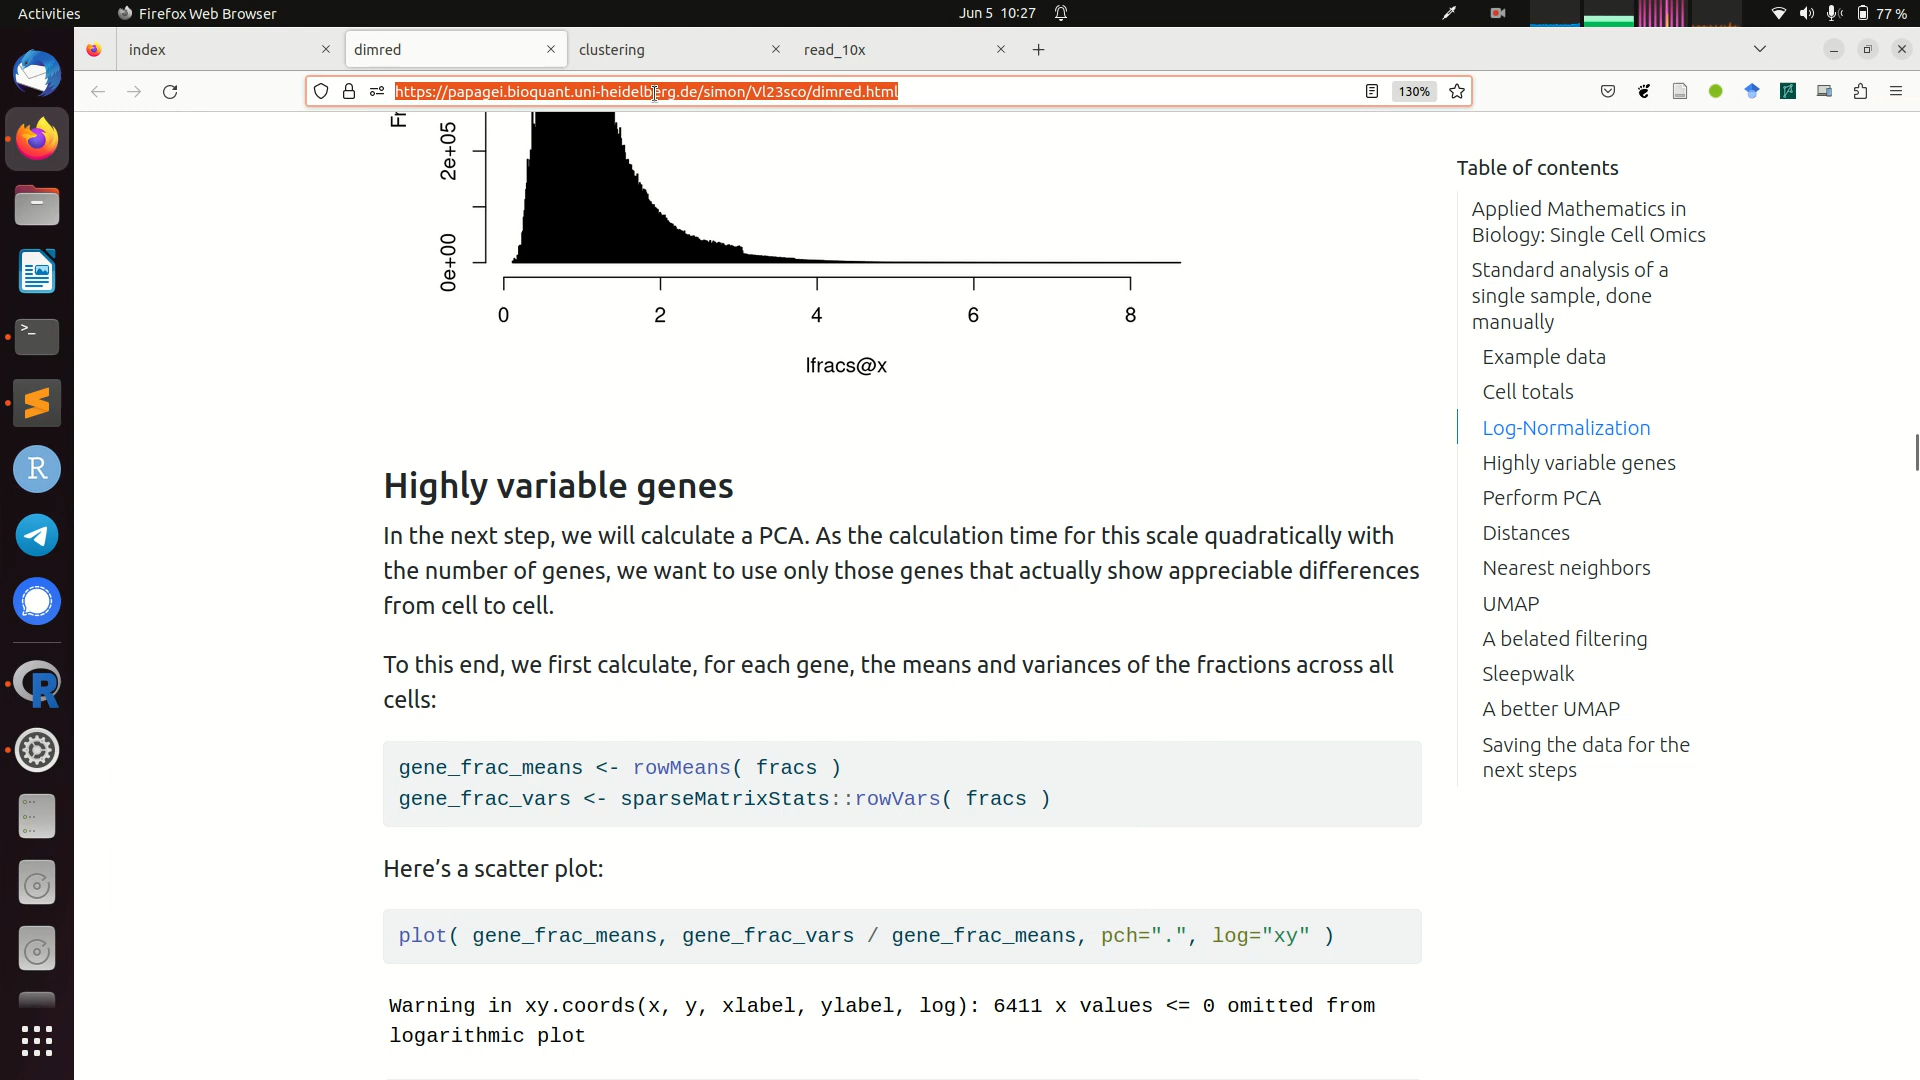 Activities
Firefox Web Browser
Jun 5 10:27
77 %
index
dimred
clustering
read_10x
https://papagei.bioquant.uni-heidelberg.de/simon/Vl23sco/dimred.html
130%
Fr
2e+05
0e+00
0 2 4 6 8
lfracs@x
Highly variable genes
In the next step, we will calculate a PCA. As the calculation time for this scale quadratically with
the number of genes, we want to use only those genes that actually show appreciable differences
from cell to cell.
To this end, we first calculate, for each gene, the means and variances of the fractions across all
cells:
gene_frac_means <- rowMeans( fracs )
gene_frac_vars <- sparseMatrixStats::rowVars( fracs )
Here’s a scatter plot:
plot( gene_frac_means, gene_frac_vars / gene_frac_means, pch=".", log="xy" )
Warning in xy.coords(x, y, xlabel, ylabel, log): 6411 x values <= 0 omitted from
logarithmic plot
Table of contents
Applied Mathematics in
Biology: Single Cell Omics
Standard analysis of a
single sample, done
manually
Example data
Cell totals
Log-Normalization
Highly variable genes
Perform PCA
Distances
Nearest neighbors
UMAP
A belated filtering
Sleepwalk
A better UMAP
Saving the data for the
next steps